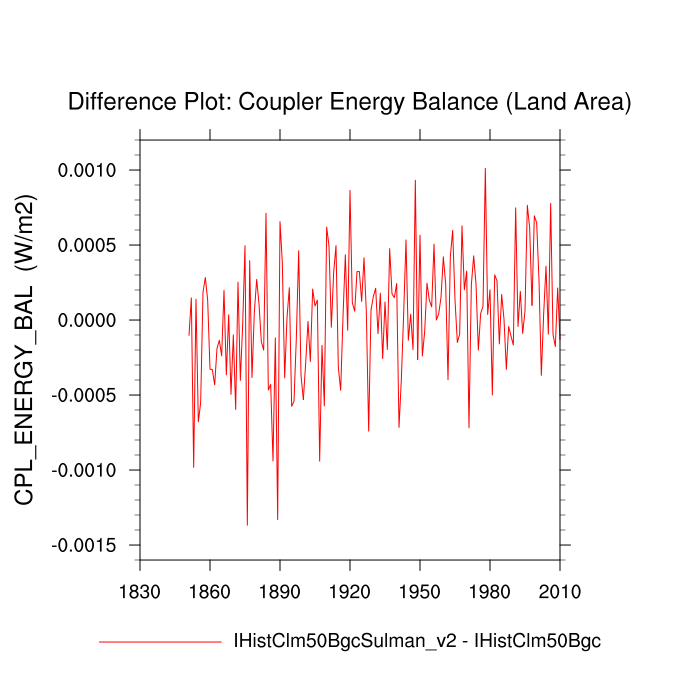 Difference Plot: Coupler Energy Balance (Land Area)
CPL_ENERGY_BAL (W/m2)
0.0010
0.0005
0.0000
-0.0005
-0.0010
-0.0015
1830 1860 1890 1920 1950 1980 2010
IHistClm50BgcSulman_v2 - IHistClm50Bgc